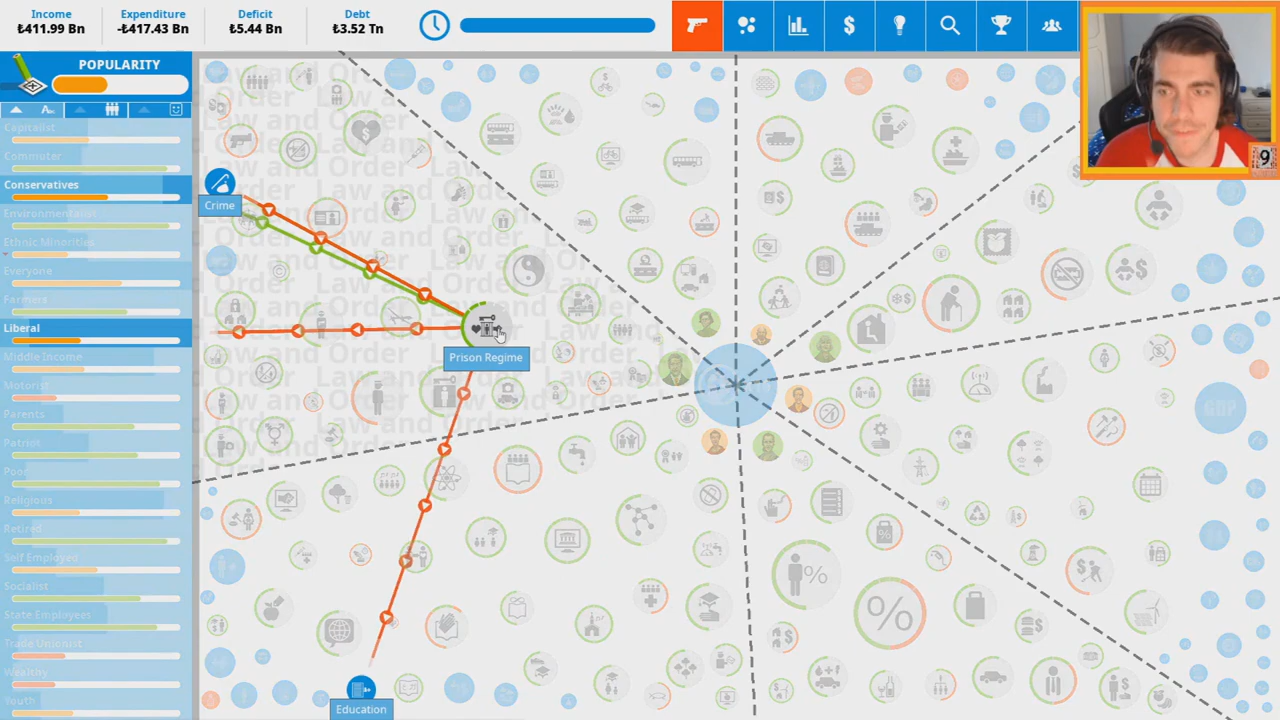 Income
Expenditure
Deficit
Debt
₺411.99 Bn
-₺417.43 Bn
₺5.44 Bn
₺3.52 Tn
POPULARITY
Capitalist
Commuter
Conservatives
Environmentalist
Ethnic Minorities
Everyone
Farmers
Liberal
Middle Income
Motorist
Parents
Patriot
Poor
Religious
Retired
Self Employed
Socialist
State Employees
Trade Unionist
Wealthy
Youth
Law and Order
Crime
Prison Regime
Education
GDP
%
%
9